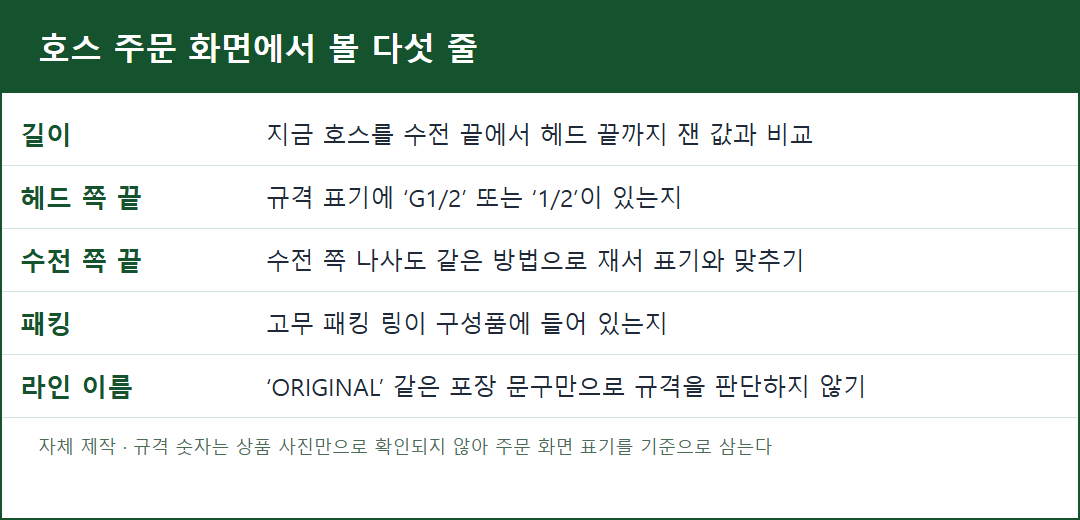 호스 주문 화면에서 볼 다섯 줄
길이 지금 호스를 수전 끝에서 헤드 끝까지 잰 값과 비교
헤드 쪽 끝 규격 표기에 ‘G1/2’ 또는 ‘1/2’이 있는지
수전 쪽 끝 수전 쪽 나사도 같은 방법으로 재서 표기와 맞추기
패킹 고무 패킹 링이 구성품에 들어 있는지
라인 이름 ‘ORIGINAL’ 같은 포장 문구만으로 규격을 판단하지 않기
자체 제작 · 규격 숫자는 상품 사진만으로 확인되지 않아 주문 화면 표기를 기준으로 삼는다